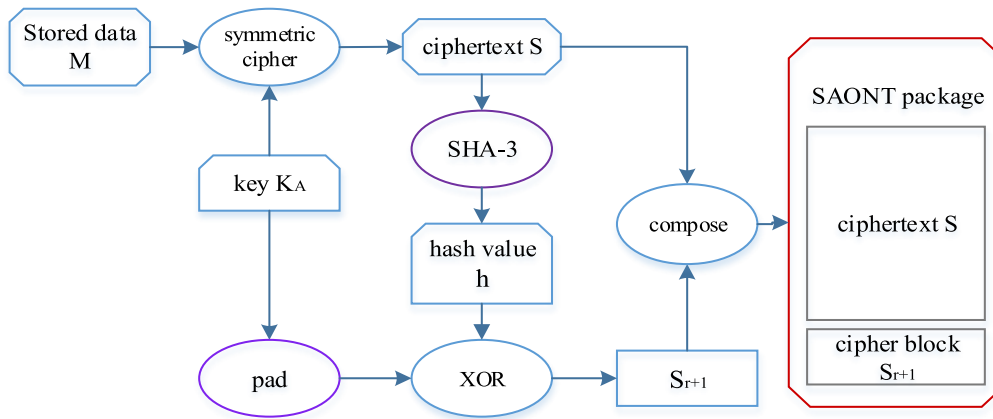 Stored data
M
symmetric
cipher
ciphertext S
SHA-3
key KA
hash value
h
pad
XOR
Sr+1
compose
SAONT package
ciphertext S
cipher block
Sr+1